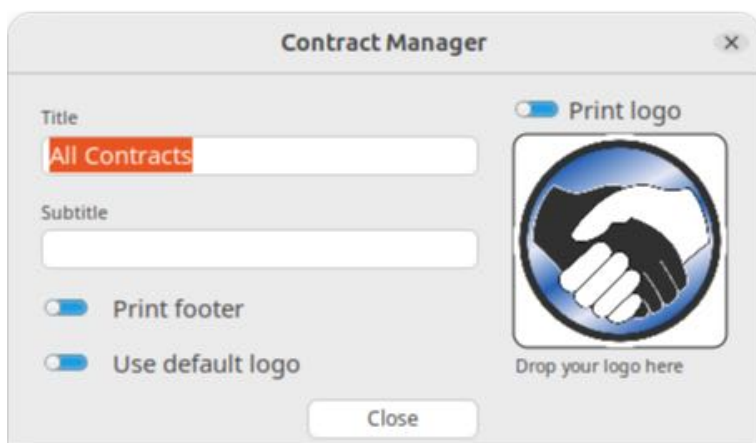 Contract Manager
Title
All Contracts
Subtitle
Print footer
Use default logo
Print logo
Drop your logo here
Close